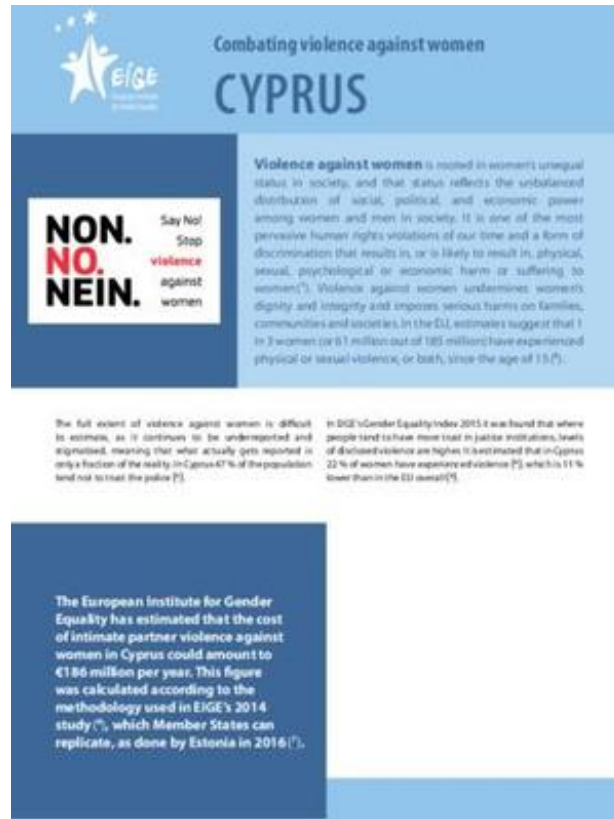 EIGE
Combating violence against women
CYPRUS
NON.
NO.
NEIN.
Say No!
Stop
violence
against
women
Violence against women is rooted in women's unequal
status in society, and that status reflects the unbalanced
distribution of social, political, and economic power
among women and men in society. It is one of the most
pervasive human rights violations of our time and a form of
discrimination that results in, or is likely to result in, physical,
sexual, psychological or economic harm or suffering to
women(¹). Violence against women undermines women's
dignity and integrity and imposes serious harms on families,
communities and societies. In the EU, estimates suggest that 1
in 3 women (or 61 million out of 185 million) have experienced
physical or sexual violence, or both, since the age of 15
The full extent of violence against women is difficult
to estimate, as it continues to be underreported and
stigmatised, meaning that what actually gets reported is
only a fraction of the reality. In Cyprus 47 % of the population
tend not to trust the police
In EIGE's Gender Equality Index 2015 it was found that where
people tend to have more trust in justice institutions, levels
of disclosed violence are higher. It is estimated that in Cyprus
22 % of women have experienced violence, which is 11 %
lower than in the EU overall
The European Institute for Gender
Equality has estimated that the cost
of intimate partner violence against
women in Cyprus could amount to
€186 million per year. This figure
was calculated according to the
methodology used in EIGE's 2014
study, which Member States can
replicate, as done by Estonia in 2016